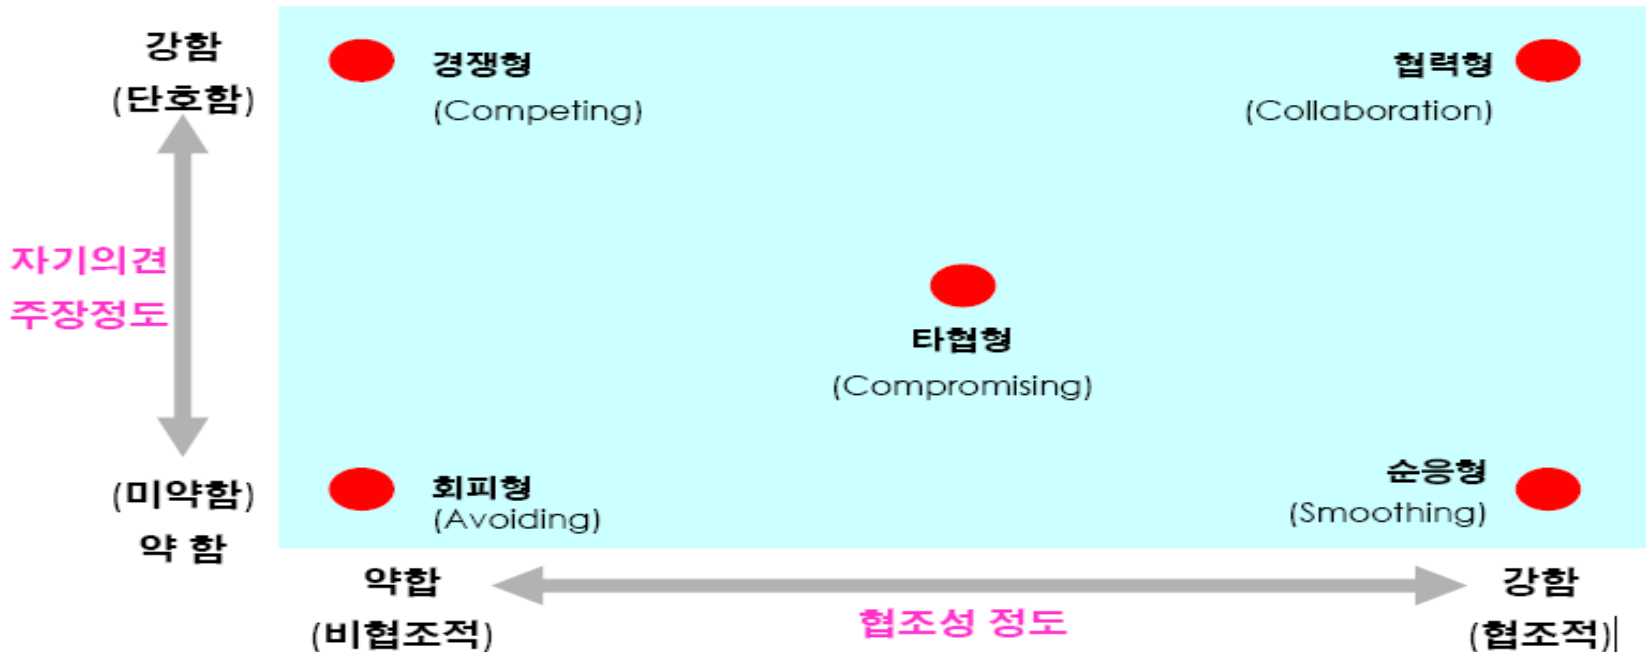 강함
(단호함)
경쟁형
(Competing)
협력형
(Collaboration)
자기의견
주장정도
타협형
(Compromising)
(미약함)
약 함
회피형
(Avoiding)
순응형
(Smoothing)
약합
(비협조적)
협조성 정도
강함
(협조적)